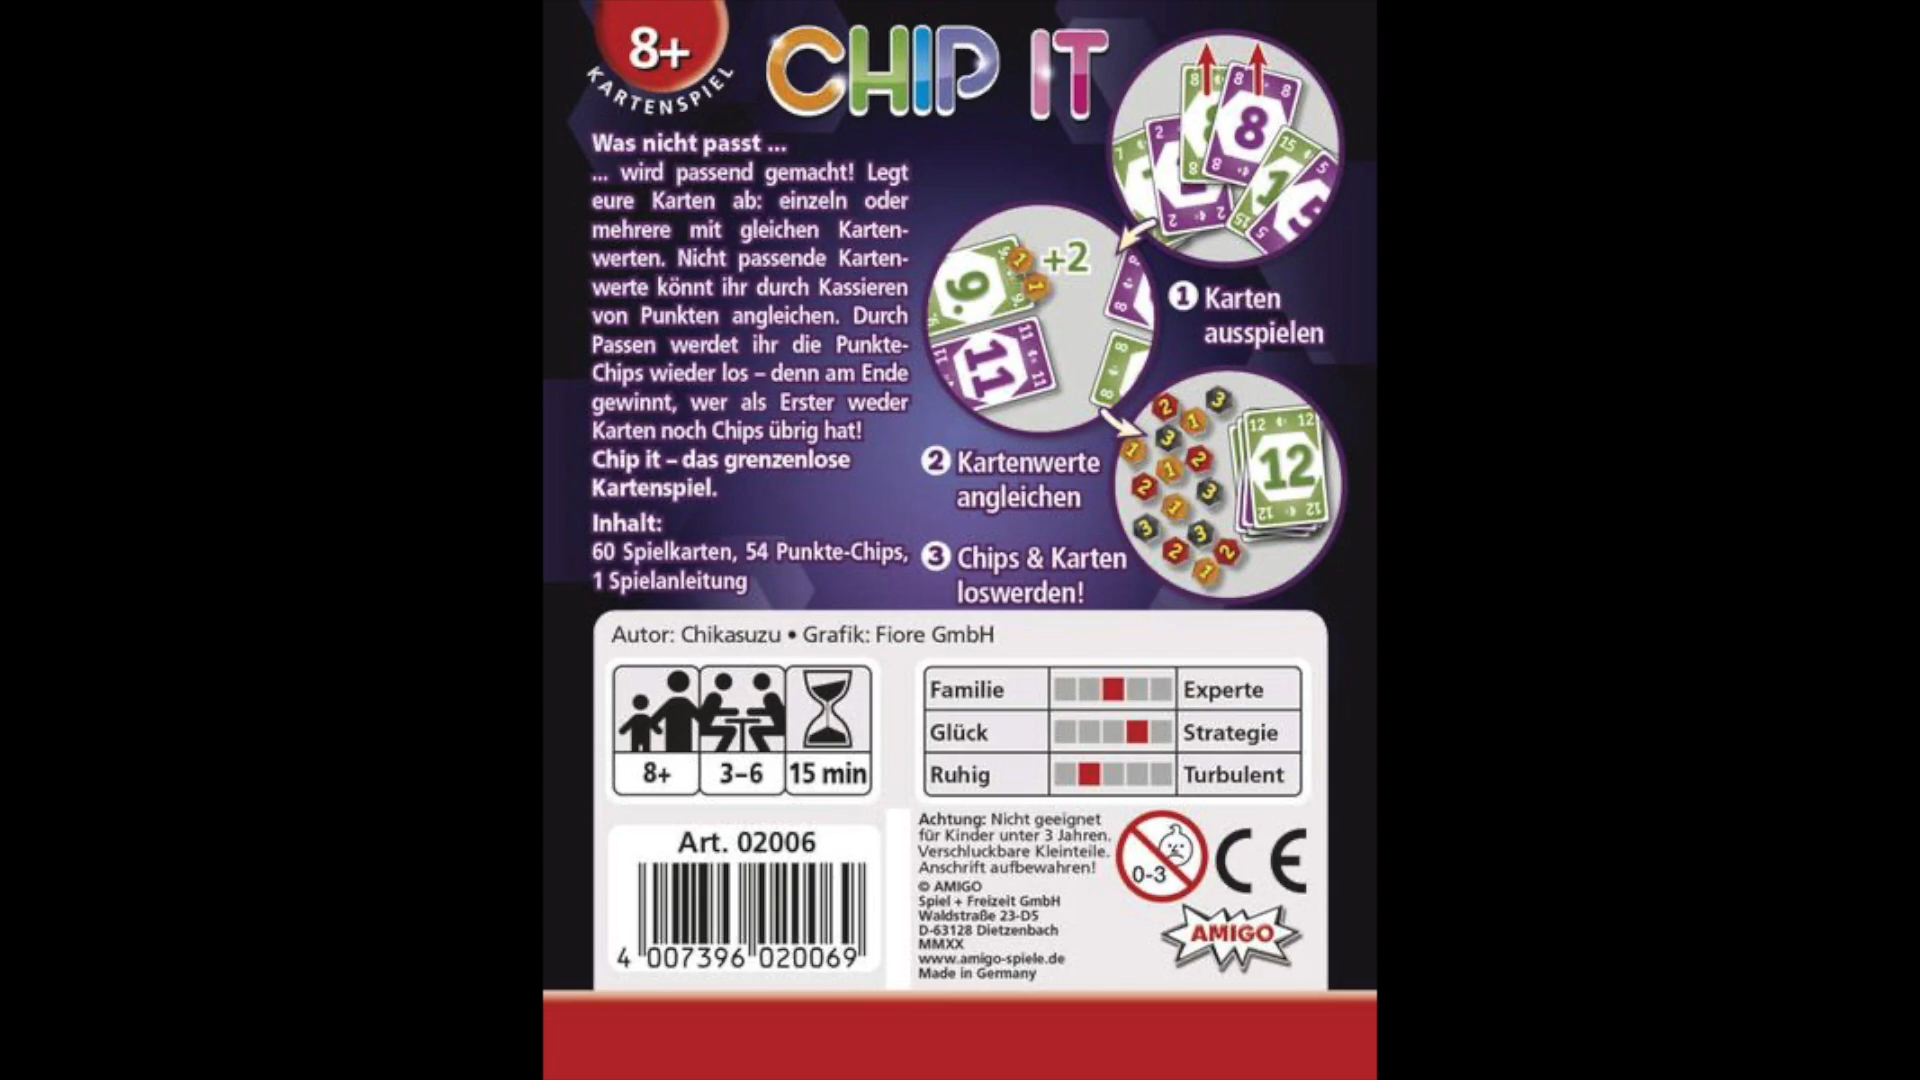 8+
KARTENSPIEL
CHIP IT
Was nicht passt ...
... wird passend gemacht! Legt
eure Karten ab: einzeln oder
mehrere mit gleichen Karten-
werten. Nicht passende Karten-
werte könnt ihr durch Kassieren
von Punkten angleichen. Durch
Passen werdet ihr die Punkte-
Chips wieder los – denn am Ende
gewinnt, wer als Erster weder
Karten noch Chips übrig hat!
Chip it – das grenzenlose
Kartenspiel.
Inhalt:
60 Spielkarten, 54 Punkte-Chips,
1 Spielanleitung
8
+2
9.
11
12
1 Karten
ausspielen
2 Kartenwerte
angleichen
3 Chips & Karten
loswerden!
Autor: Chikasuzu • Grafik: Fiore GmbH
8+ 3–6 15 min
Familie Experte
Glück Strategie
Ruhig Turbulent
Art. 02006
4 007396 020069
Achtung: Nicht geeignet
für Kinder unter 3 Jahren.
Verschluckbare Kleinteile.
Anschrift aufbewahren!
© AMIGO
Spiel + Freizeit GmbH
Waldstraße 23-D5
D-63128 Dietzenbach
MMXX
www.amigo-spiele.de
Made in Germany
0-3
CE
AMIGO